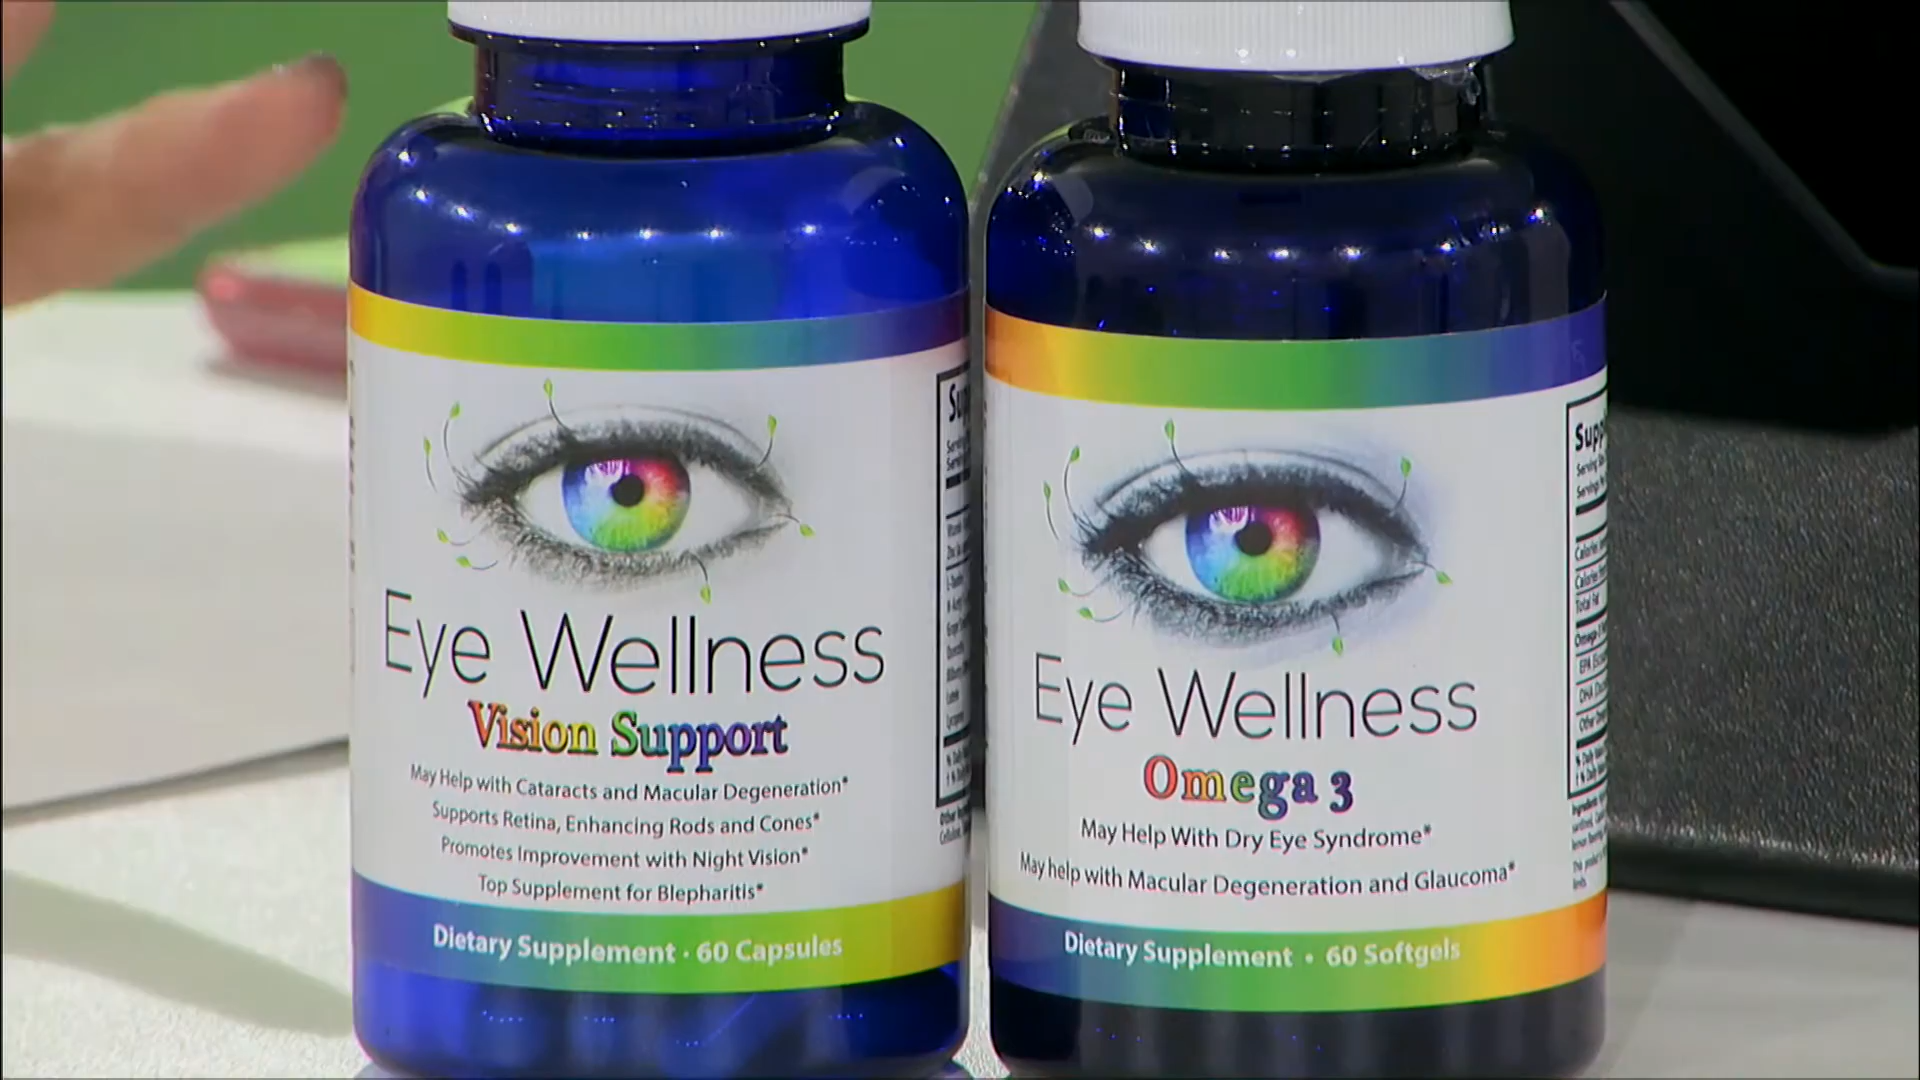 Eye Wellness
Vision Support
May Help with Cataracts and Macular Degeneration*
Supports Retina, Enhancing Rods and Cones*
Promotes Improvement with Night Vision*
Top Supplement for Blepharitis*
Dietary Supplement · 60 Capsules
Eye Wellness
Omega 3
May Help With Dry Eye Syndrome*
May help with Macular Degeneration and Glaucoma*
Dietary Supplement • 60 Softgels
Total Fat